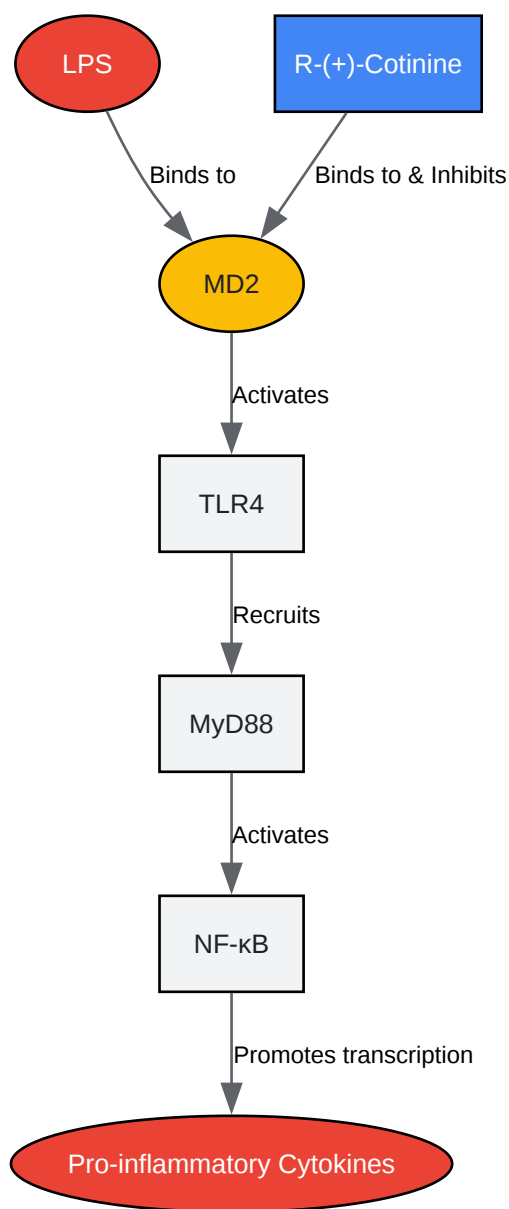 LPS
R-(+)-Cotinine
Binds to
Binds to & Inhibits
MD2
Activates
TLR4
Recruits
MyD88
Activates
NF-κB
Promotes transcription
Pro-inflammatory Cytokines